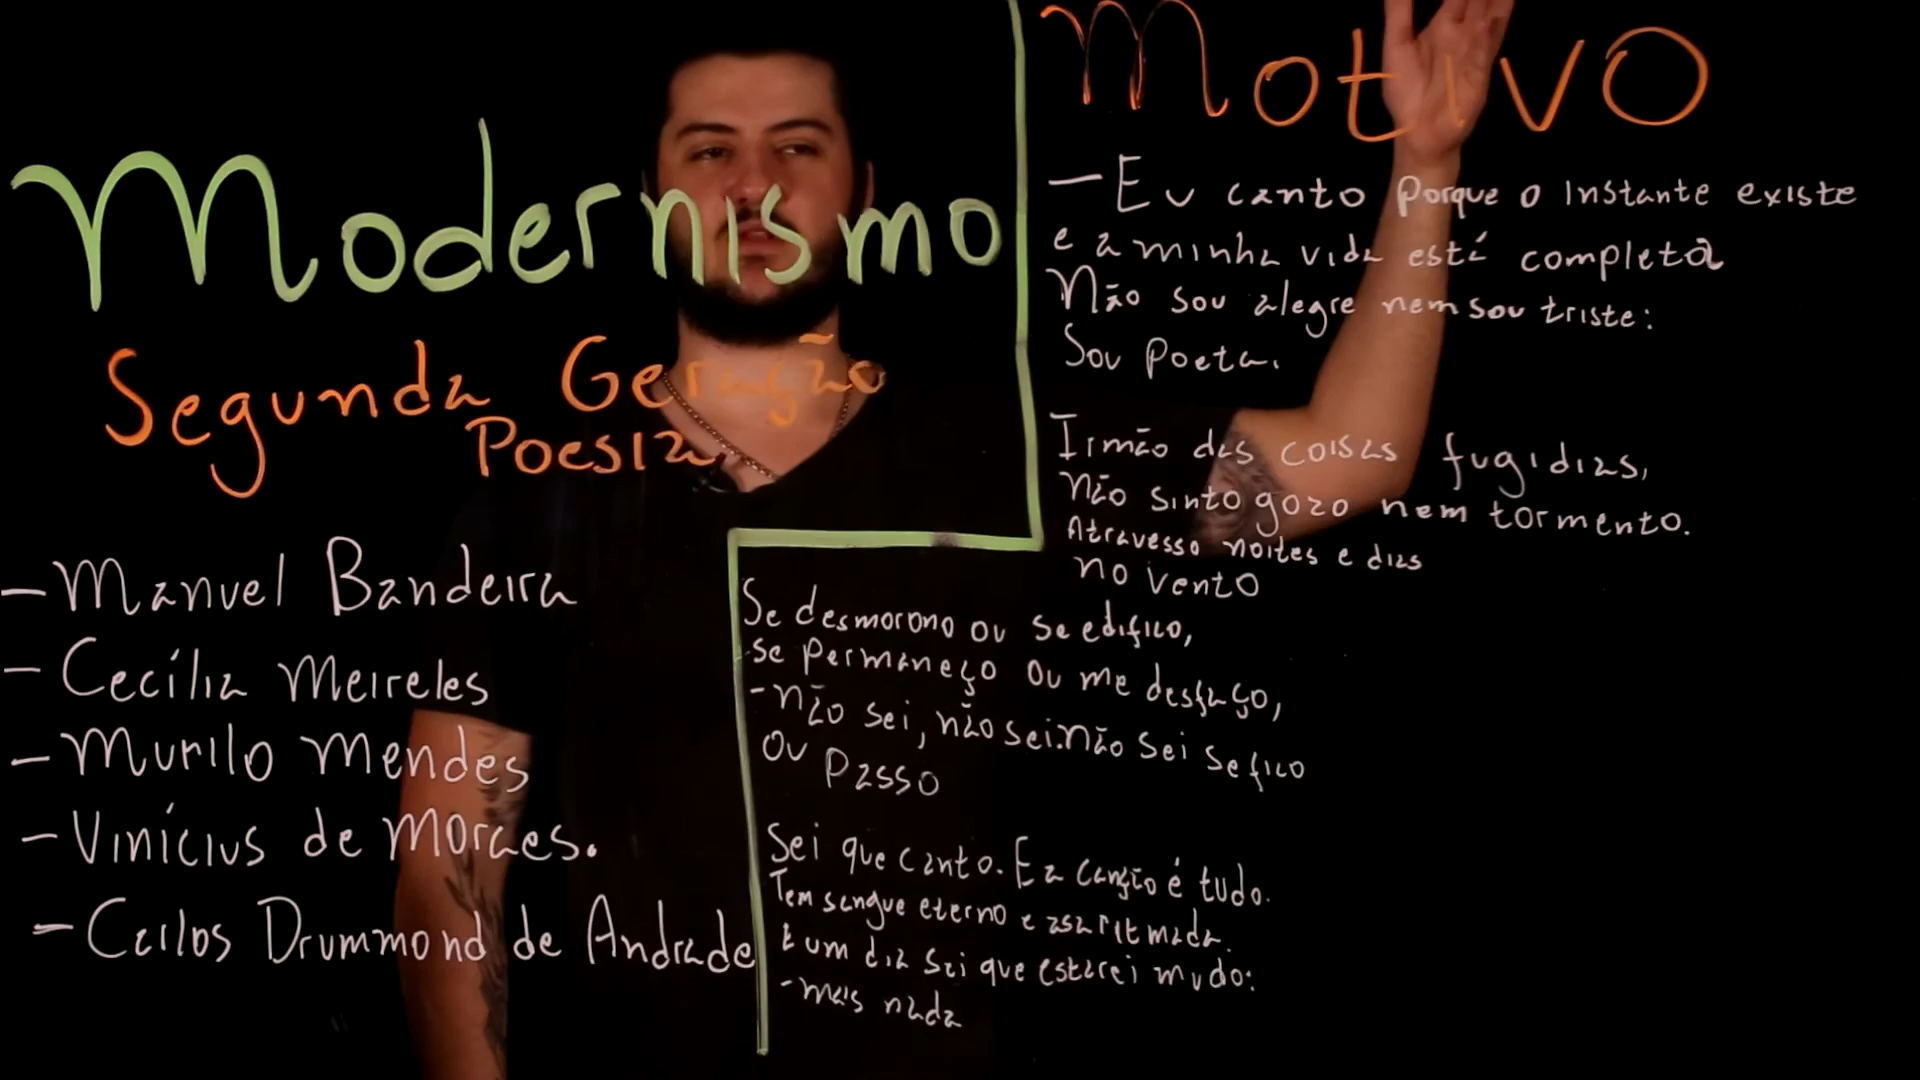 Modernismo
Segunda Geração
Poesia
- Manuel Bandeira
- Cecília Meireles
- Murilo Mendes
- Vinícius de Moraes.
- Carlos Drummond de Andrade
Motivo
- Eu canto porque o instante existe
e a minha vida está completa
Não sou alegre nem sou triste:
Sou poeta.
Irmão das coisas fugidias,
não sinto gozo nem tormento.
Atravesso noites e dias
no vento
Se desmorono ou se edifico,
se permaneço ou me desfaço,
- não sei, não sei. não sei se fico
ou passo
Sei que canto. E a canção é tudo.
Tem sangue eterno e asa ritmada.
E um dia sei que estarei mudo:
- mais nada